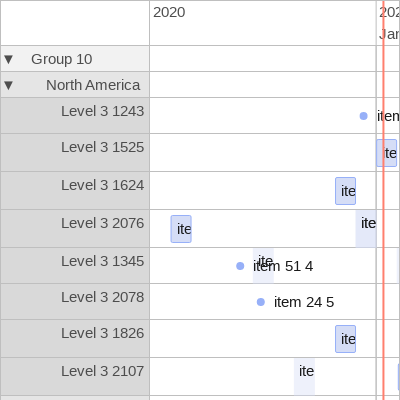 2020
202
Jan
▼ Group 10
▼ North America
Level 3 1243
item
Level 3 1525
ite
Level 3 1624
ite
Level 3 2076
ite
ite
Level 3 1345
ite
item 51 4
Level 3 2078
item 24 5
Level 3 1826
ite
Level 3 2107
ite